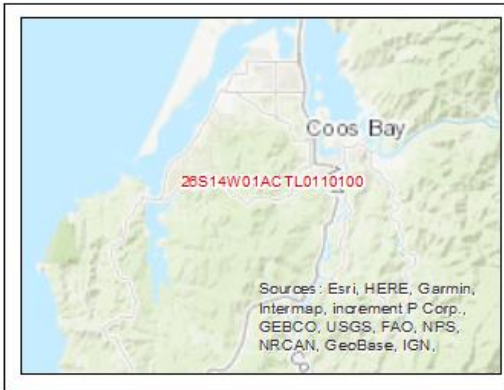 Coos Bay
26S14W01ACTL0110100
Sources: Esri, HERE, Garmin,
Intermap, increment P Corp.,
GEBCO, USGS, FAO, NPS,
NRCAN, GeoBase, IGN,